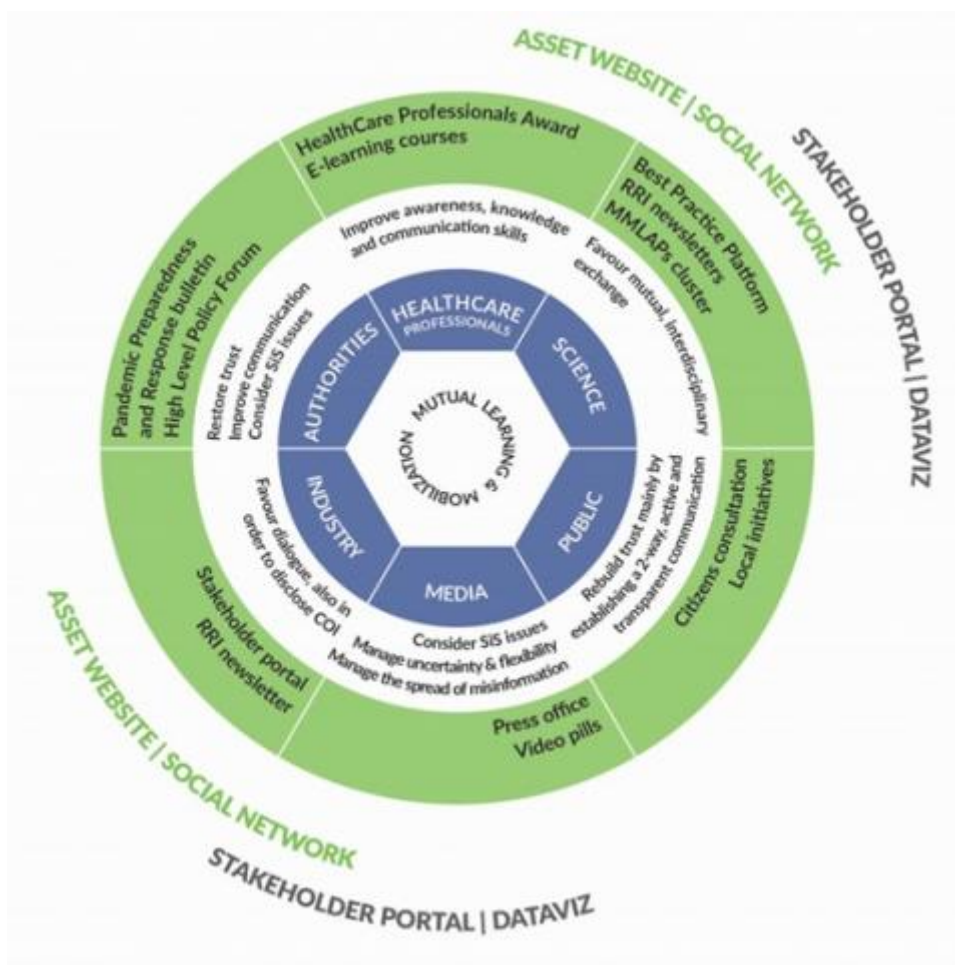 ASSET WEBSITE | SOCIAL NETWORK
STAKEHOLDER PORTAL | DATAVIZ
HealthCare Professionals Award
E-learning courses
Best Practice Platform
RRI newsletters
MMLAPs cluster
Citizens consultation
Local initiatives
Press office
Video pills
Stakeholder portal
RRI newsletter
Pandemic Preparedness
and Response bulletin
High Level Policy Forum
Improve awareness, knowledge
and communication skills
Favour mutual, interdisciplinary
exchange
Rebuild trust mainly by
establishing a 2-way, active and
transparent communication
Consider SiS issues
Manage uncertainty & flexibility
Manage the spread of misinformation
Favour dialogue, also in
order to disclose COI
Restore trust
Improve communication
Consider SiS issues
HEALTHCARE
PROFESSIONALS
SCIENCE
PUBLIC
MEDIA
INDUSTRY
AUTHORITIES
MUTUAL LEARNING & MOBILIZATION
ASSET WEBSITE | SOCIAL NETWORK
STAKEHOLDER PORTAL | DATAVIZ